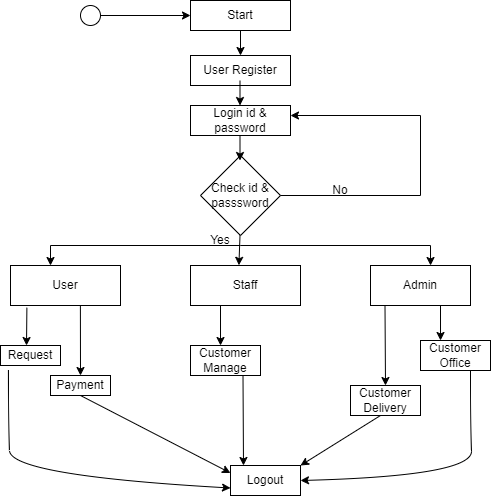 Start
User Register
Login id &
password
Check id &
passsword
No
Yes
User
Staff
Admin
Request
Customer
Manage
Customer
Office
Payment
Customer
Delivery
Logout